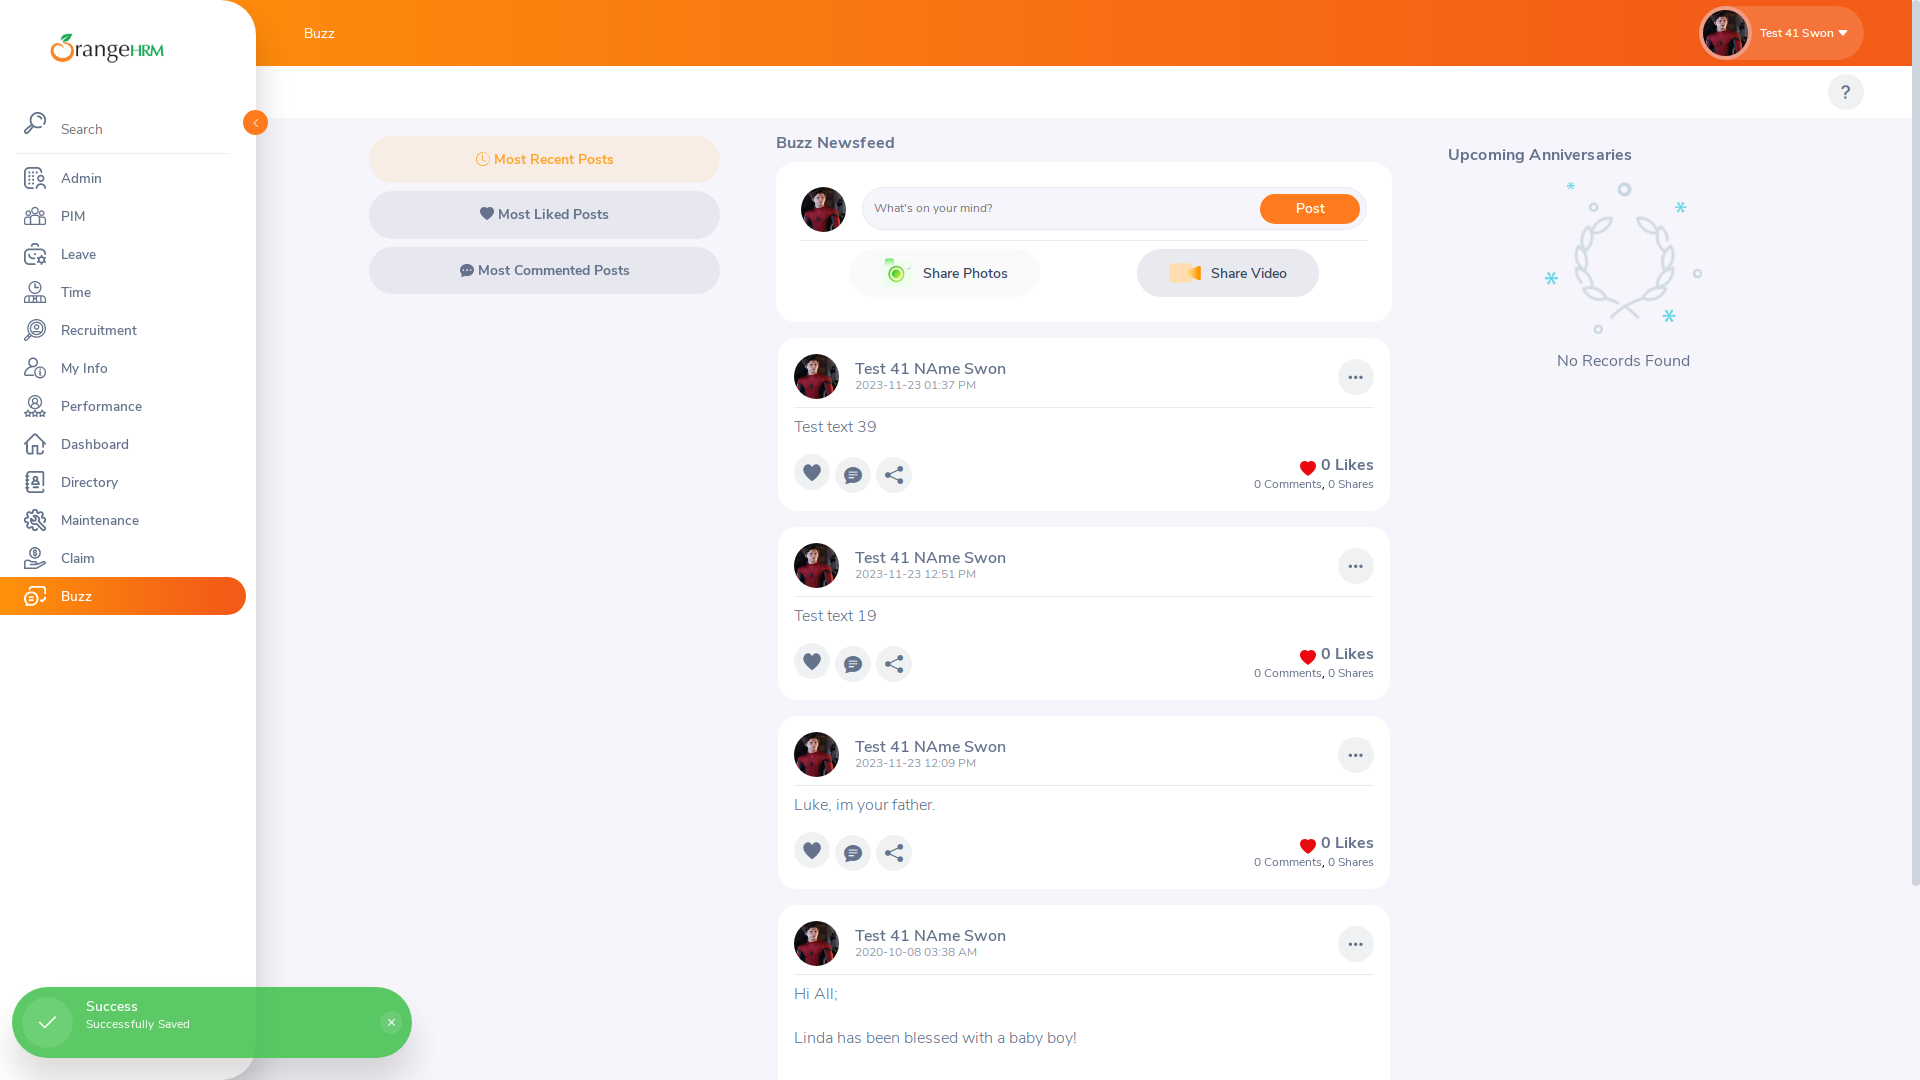 OrangeHRM
Search
Admin
PIM
Leave
Time
Recruitment
My Info
Performance
Dashboard
Directory
Maintenance
Claim
Buzz
Buzz
Test 41 Swon
?
Most Recent Posts
Most Liked Posts
Most Commented Posts
Buzz Newsfeed
What's on your mind?
Post
Share Photos
Share Video
Test 41 NAme Swon
2023-11-23 01:37 PM
Test text 39
0 Likes
0 Comments, 0 Shares
Test 41 NAme Swon
2023-11-23 12:51 PM
Test text 19
0 Likes
0 Comments, 0 Shares
Test 41 NAme Swon
2023-11-23 12:09 PM
Luke, im your father.
0 Likes
0 Comments, 0 Shares
Test 41 NAme Swon
2020-10-08 03:38 AM
Hi All;
Linda has been blessed with a baby boy!
Upcoming Anniversaries
No Records Found
Success
Successfully Saved